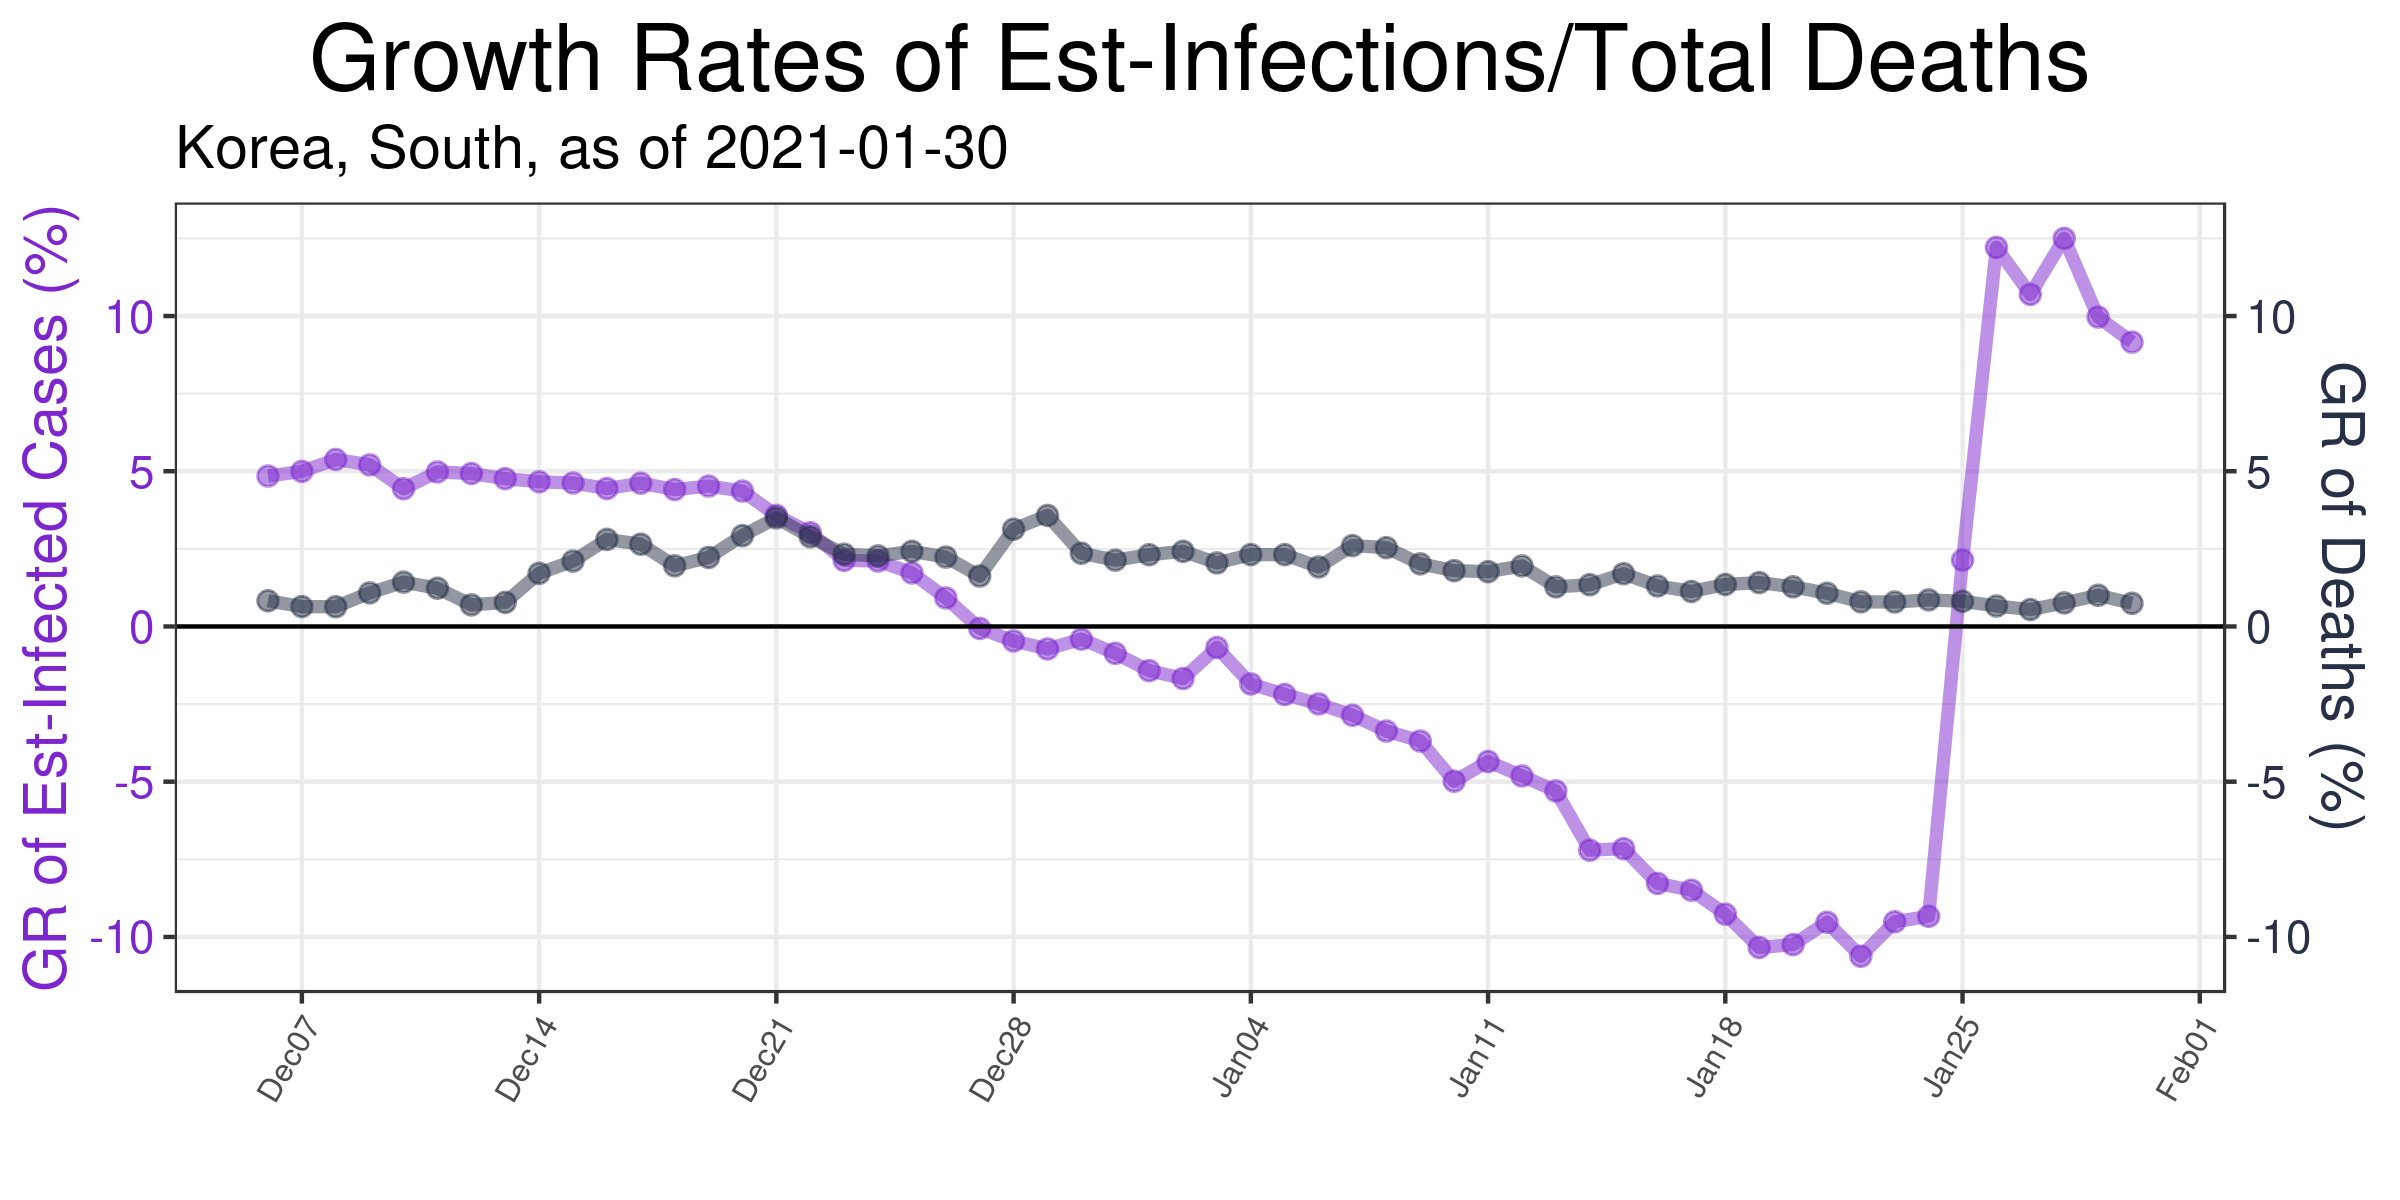 Growth Rates of Est-Infections/Total Deaths
Korea, South, as of 2021-01-30
GR of Est-Infected Cases (%)
10
5
0
-5
-10
10
5
0
-5
-10
GR of Deaths (%)
Dec07
Dec14
Dec21
Dec28
Jan04
Jan11
Jan18
Jan25
Feb01